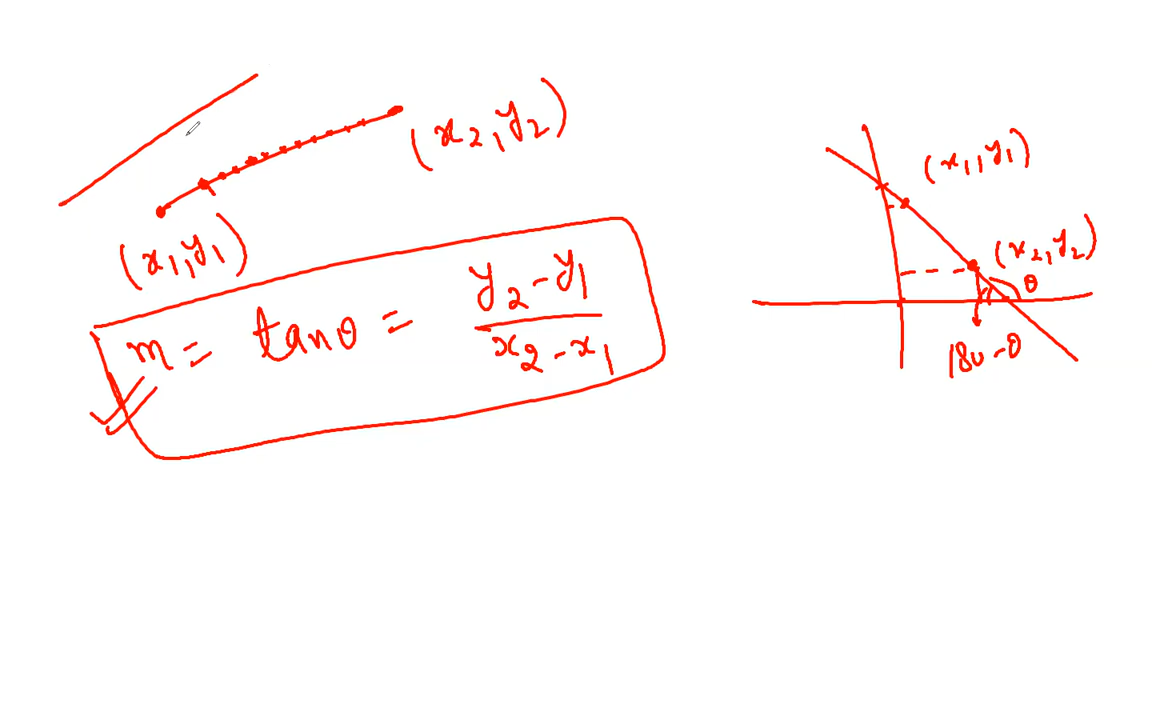 (x₂, y₂)
(x₁, y₁)
m = tanθ = y₂ - y₁ / x₂ - x₁
(x₁, y₁)
(x₂, y₂)
θ
180 - θ